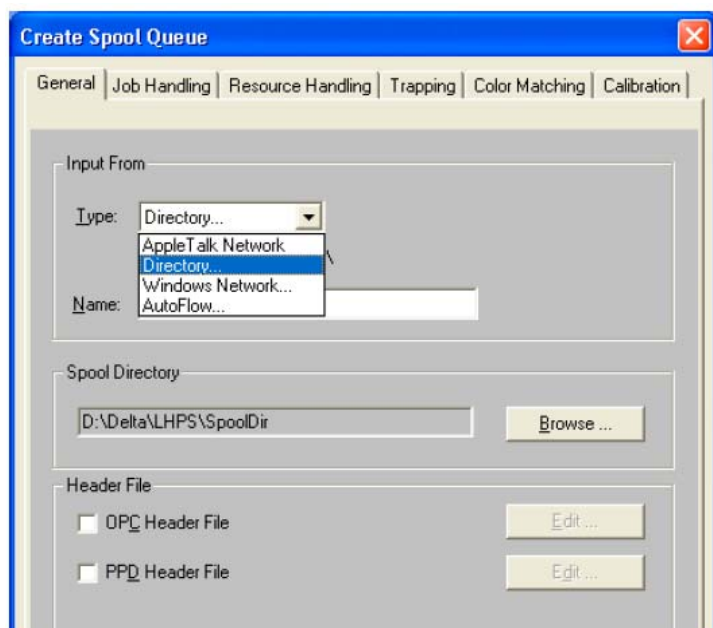 Create Spool Queue
General Job Handling Resource Handling Trapping Color Matching Calibration
Input From
Type: Directory...
AppleTalk Network
Directory...
\
Windows Network...
AutoFlow...
Name:
Spool Directory
D:\Delta\LHPS\SpoolDir Browse ...
Header File
OPC Header File Edit ...
PPD Header File Edit ...